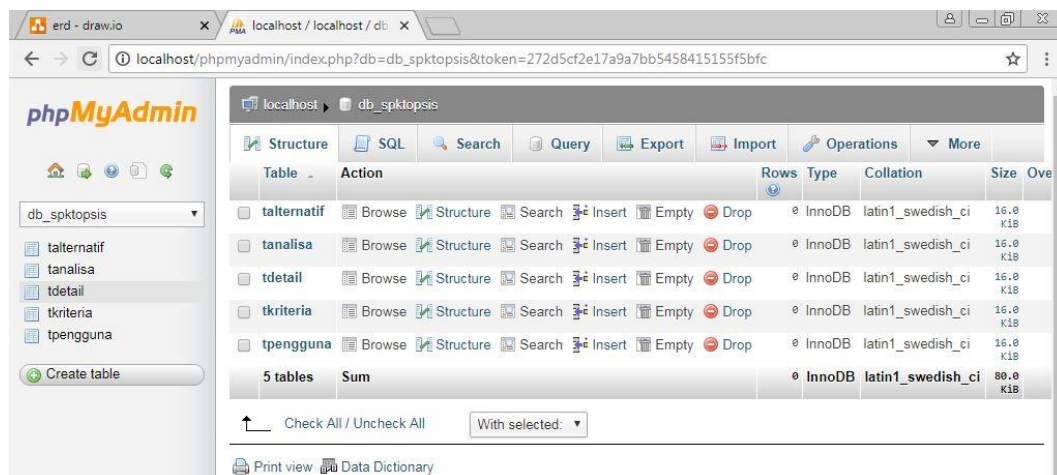 erd - draw.io
localhost / localhost / db
localhost/phpmyadmin/index.php?db=db_spktopsis&token=272d5cf2e17a9a7bb5458415155f5bfc
phpMyAdmin
db_spktopsis
talternatif
tanalisa
tdetail
tkriteria
tpengguna
Create table
localhost db_spktopsis
Structure SQL Search Query Export Import Operations More
Table Action Rows Type Collation Size Ove
talternatif Browse Structure Search Insert Empty Drop 0 InnoDB latin1_swedish_ci 16.0 KiB
tanalisa Browse Structure Search Insert Empty Drop 0 InnoDB latin1_swedish_ci 16.0 KiB
tdetail Browse Structure Search Insert Empty Drop 0 InnoDB latin1_swedish_ci 16.0 KiB
tkriteria Browse Structure Search Insert Empty Drop 0 InnoDB latin1_swedish_ci 16.0 KiB
tpengguna Browse Structure Search Insert Empty Drop 0 InnoDB latin1_swedish_ci 16.0 KiB
5 tables Sum 0 InnoDB latin1_swedish_ci 80.0 KiB
Check All / Uncheck All With selected:
Print view Data Dictionary